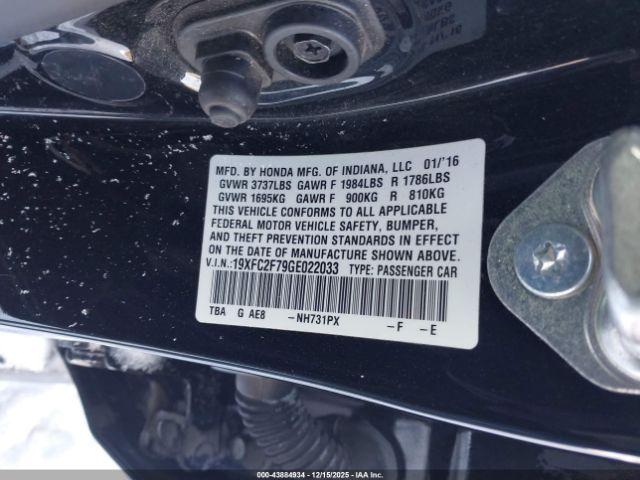 MFD. BY HONDA MFG. OF INDIANA, LLC 01/'16
GVWR 3737LBS GAWR F 1984LBS R 1786LBS
GVWR 1695KG GAWR F 900KG R 810KG
THIS VEHICLE CONFORMS TO ALL APPLICABLE
FEDERAL MOTOR VEHICLE SAFETY, BUMPER,
AND THEFT PREVENTION STANDARDS IN EFFECT
ON THE DATE OF MANUFACTURE SHOWN ABOVE.
V.I.N.:19XFC2F79GE022033 TYPE: PASSENGER CAR
TBA G AE8 -NH731PX -F -E
000-43884934 - 12/15/2025 - IAA